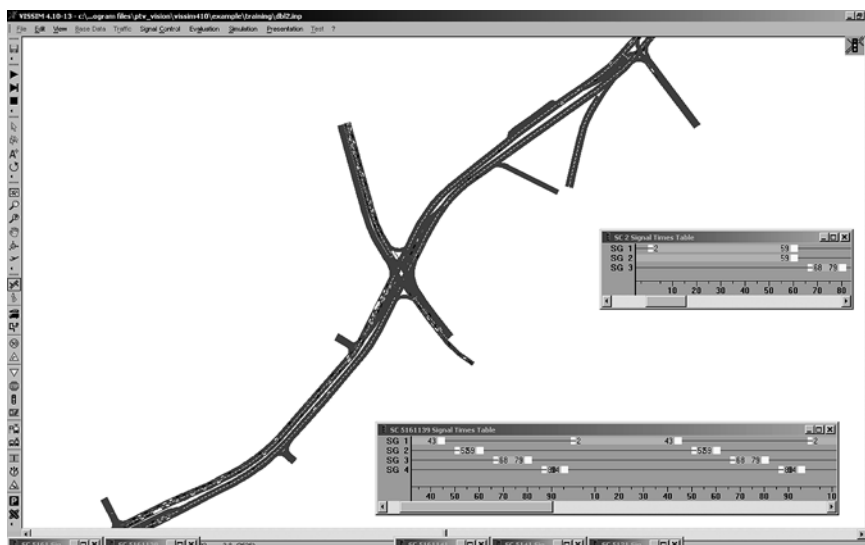 VISSIM 4.10-13 - c:\...ogram files\ptv_vision\vissim410\example\training\dbl2.inp
File Edit View Base Data Traffic Signal Control Evaluation Simulation Presentation Test ?
SC 2 Signal Times Table
SG 1 2 59
SG 2 59
SG 3 68 79
10 20 30 40 50 60 70 80
SC 5161139 Signal Times Table
SG 1 43 2 43 2
SG 2
SG 3 68 79 68 79
SG 4
40 50 60 70 80 90 10 20 30 40 50 60 70 80 90 10